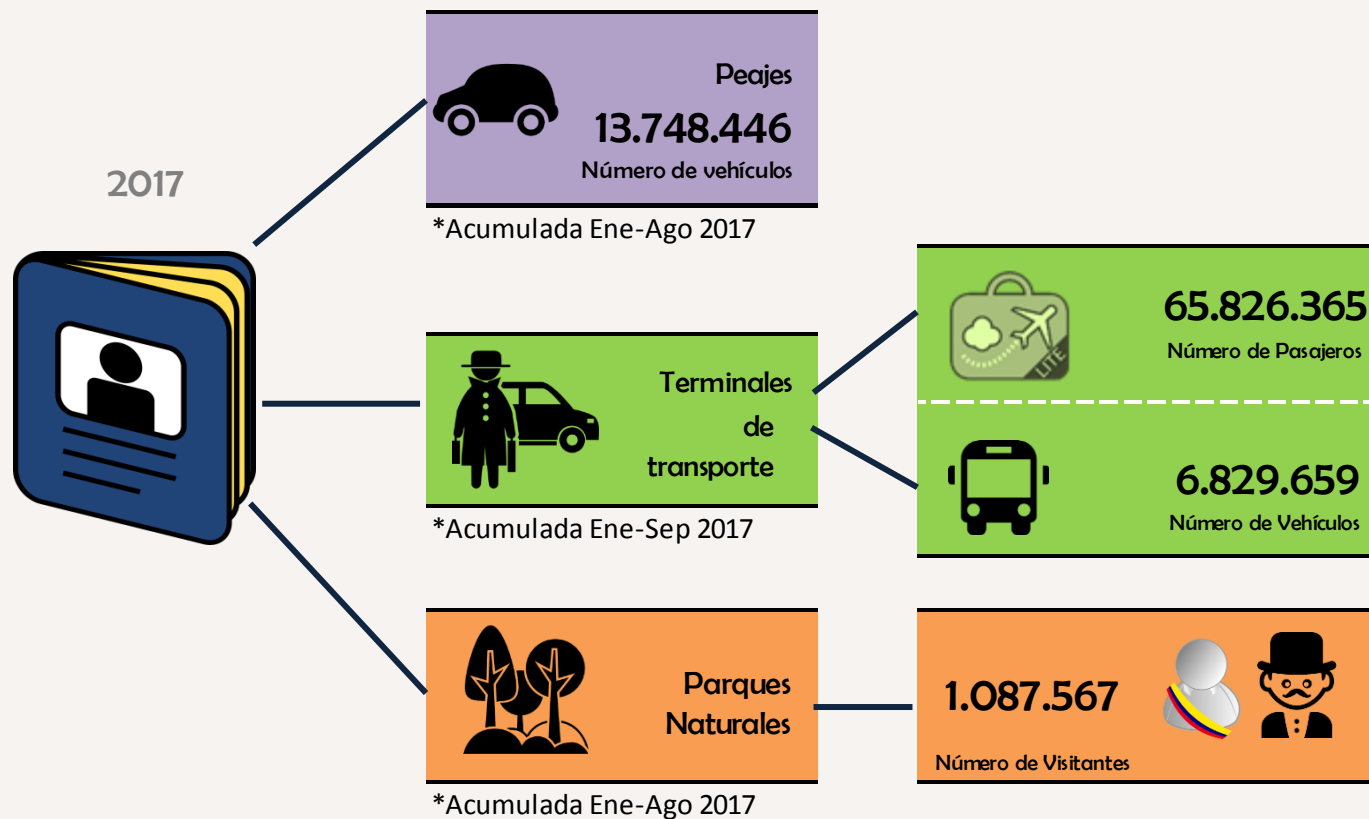 2017
Peajes
13.748.446
Número de vehículos
*Acumulada Ene-Ago 2017
Terminales
de
transporte
*Acumulada Ene-Sep 2017
65.826.365
Número de Pasajeros
LITE
6.829.659
Número de Vehículos
Parques
Naturales
*Acumulada Ene-Ago 2017
1.087.567
Número de Visitantes